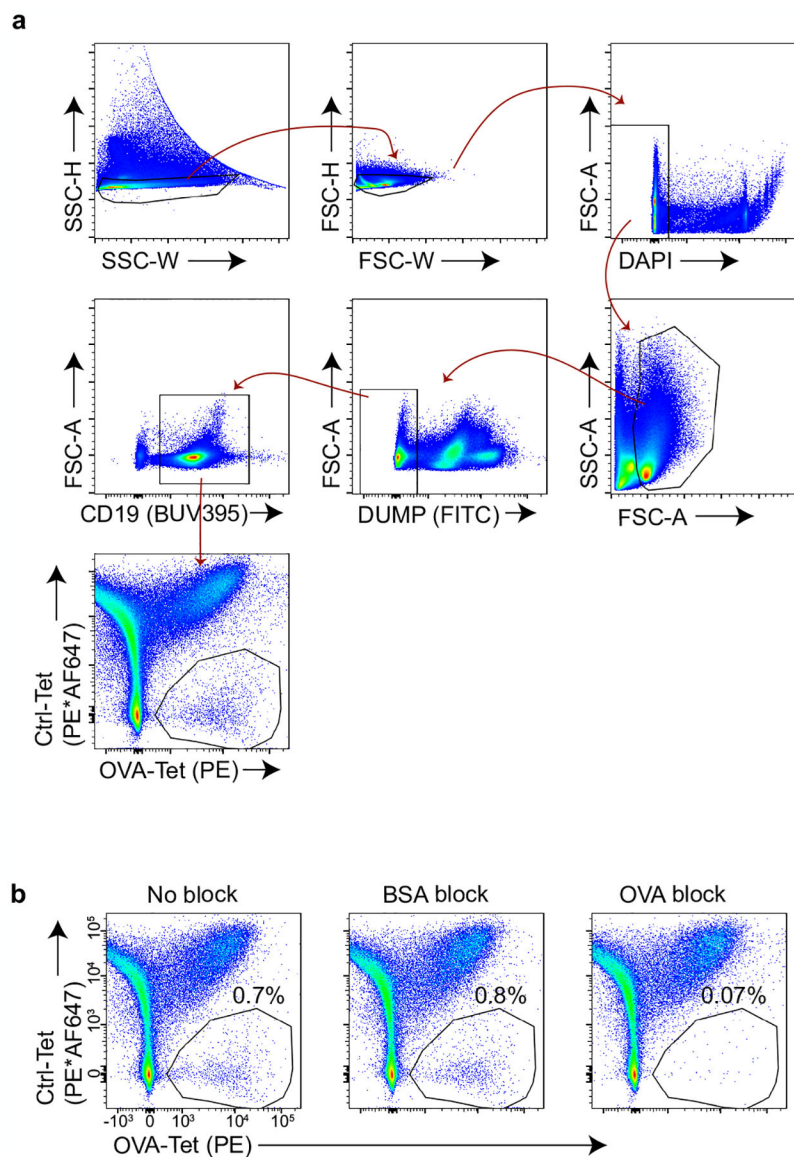 a
SSC-H
SSC-W
FSC-H
FSC-W
FSC-A
DAPI
FSC-A
CD19 (BUV395)
FSC-A
DUMP (FITC)
SSC-A
FSC-A
Ctrl-Tet
(PE*AF647)
OVA-Tet (PE)
b
No block
BSA block
OVA block
Ctrl-Tet
(PE*AF647)
10⁵
10⁴
10³
0
0.7%
0.8%
0.07%
-10³ 0 10³ 10⁴ 10⁵
OVA-Tet (PE)